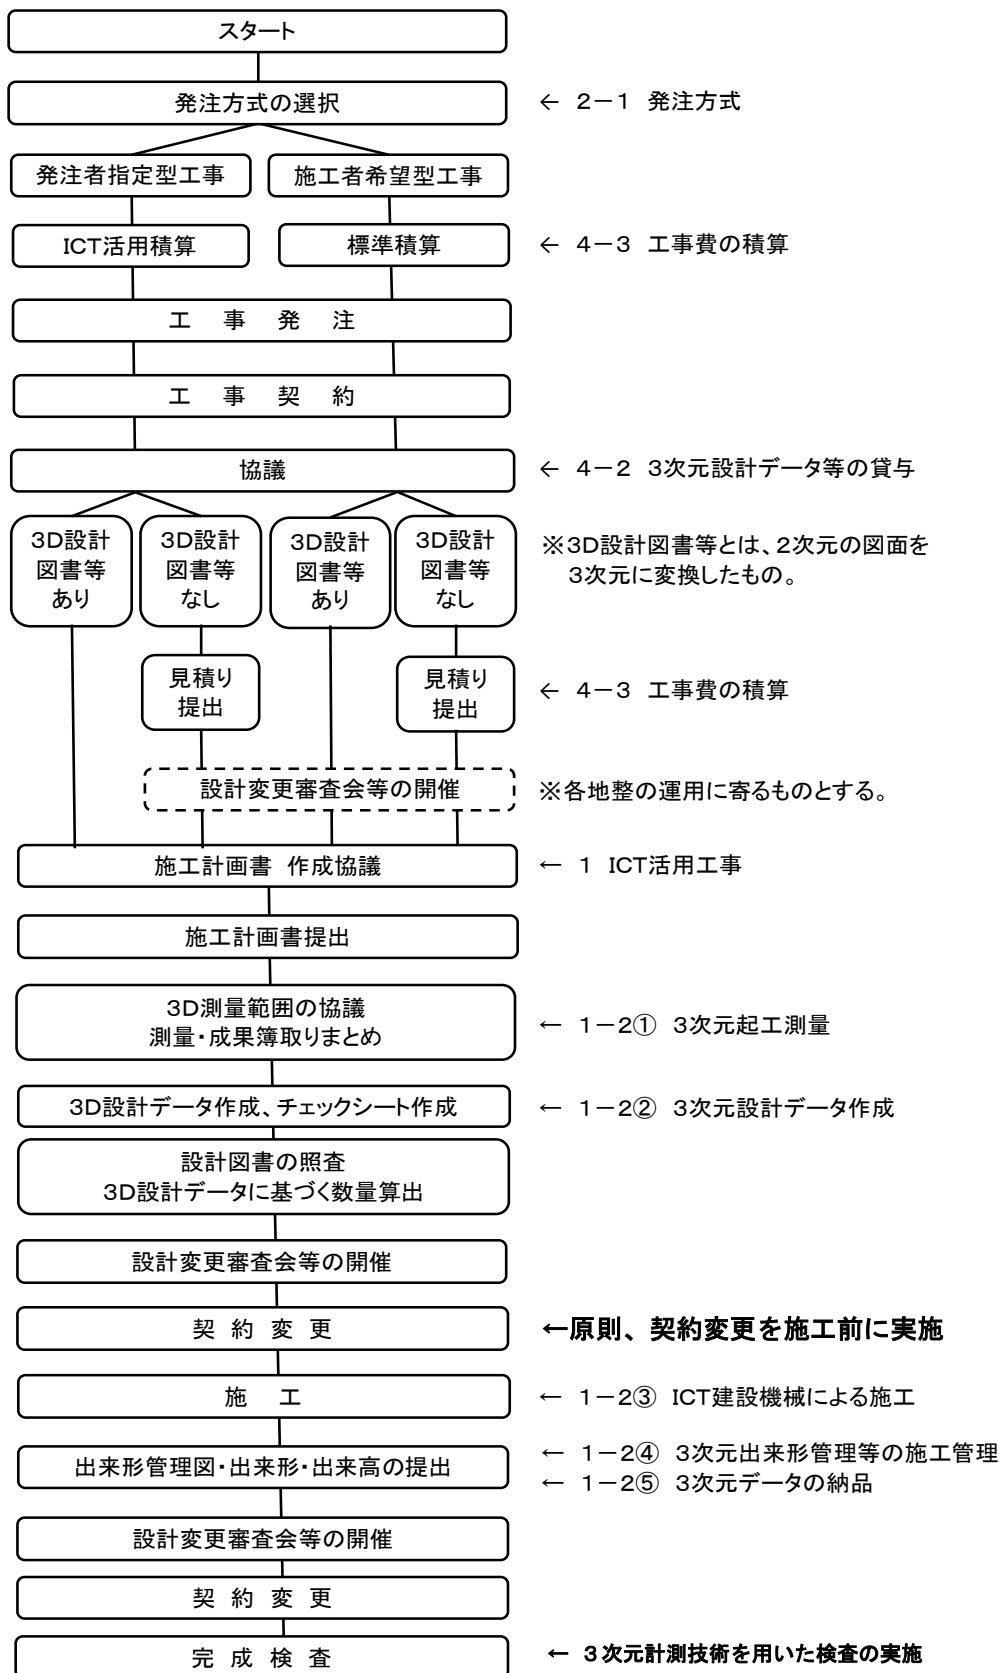 スタート
発注方式の選択
← 2-1 発注方式
発注者指定型工事
施工者希望型工事
ICT活用積算
標準積算
← 4-3 工事費の積算
工 事 発 注
工 事 契 約
協議
← 4-2 3次元設計データ等の貸与
3D設計
図書等
あり
3D設計
図書等
なし
3D設計
図書等
あり
3D設計
図書等
なし
※3D設計図書等とは、2次元の図面を
3次元に変換したもの。
見積り
提出
見積り
提出
← 4-3 工事費の積算
設計変更審査会等の開催
※各地整の運用に寄るものとする。
施工計画書 作成協議
← 1 ICT活用工事
施工計画書提出
3D測量範囲の協議
測量・成果簿取りまとめ
← 1-2① 3次元起工測量
3D設計データ作成、チェックシート作成
← 1-2② 3次元設計データ作成
設計図書の照査
3D設計データに基づく数量算出
設計変更審査会等の開催
契 約 変 更
←原則、契約変更を施工前に実施
施 工
← 1-2③ ICT建設機械による施工
出来形管理図・出来形・出来高の提出
← 1-2④ 3次元出来形管理等の施工管理
← 1-2⑤ 3次元データの納品
設計変更審査会等の開催
契 約 変 更
完 成 検 査
← 3次元計測技術を用いた検査の実施